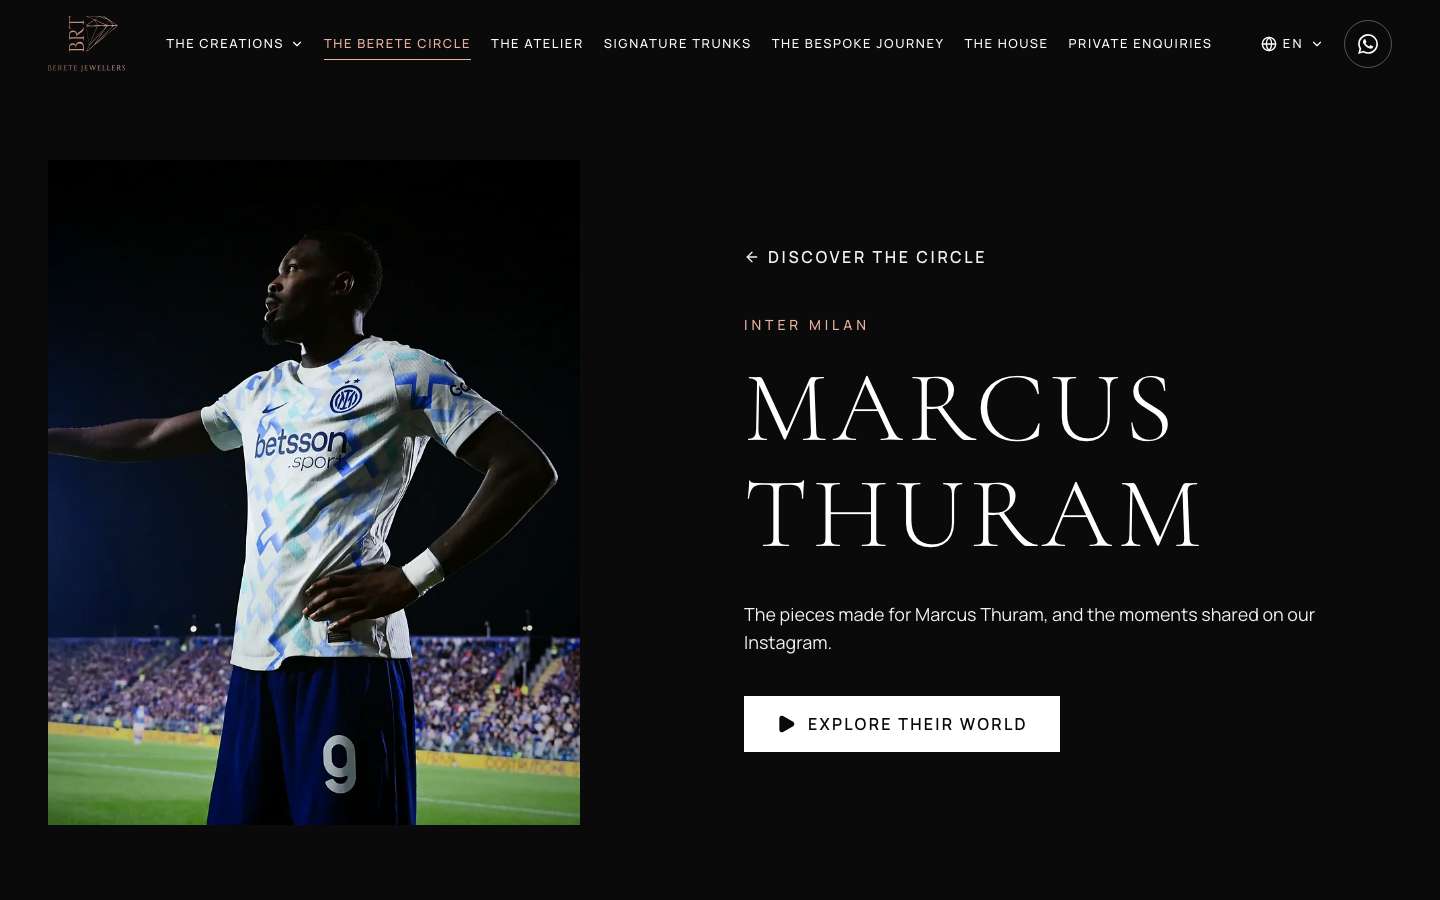 BRT
BERETE JEWELLERS
THE CREATIONS
THE BERETE CIRCLE
THE ATELIER
SIGNATURE TRUNKS
THE BESPOKE JOURNEY
THE HOUSE
PRIVATE ENQUIRIES
EN
DISCOVER THE CIRCLE
INTER MILAN
MARCUS
THURAM
The pieces made for Marcus Thuram, and the moments shared on our
Instagram.
EXPLORE THEIR WORLD
betsson
.sport
9